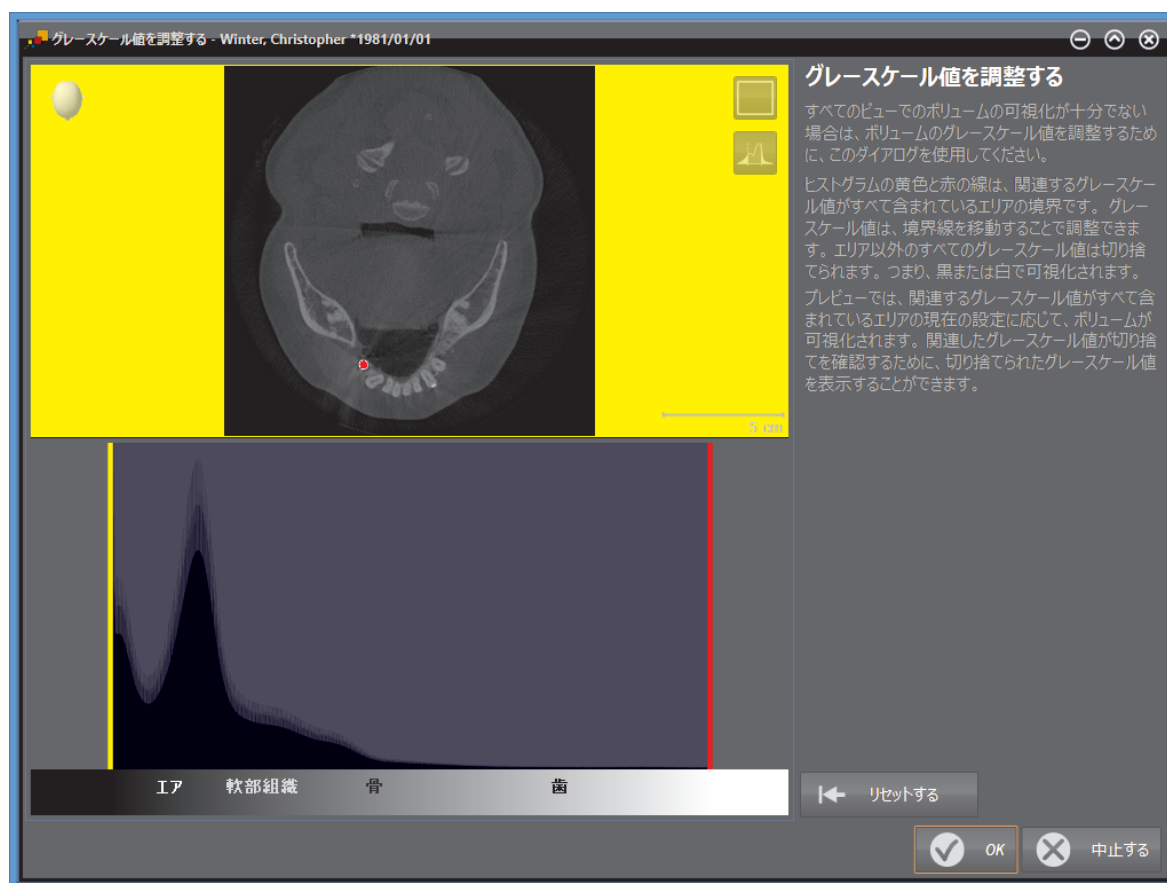 グレースケール値を調整する - Winter, Christopher *1981/01/01
グレースケール値を調整する
すべてのビューでのボリュームの可視化が十分でない
場合は、ボリュームのグレースケール値を調整するため
に、このダイアログを使用してください。
ヒストグラムの黄色と赤の線は、関連するグレースケー
ル値がすべて含まれているエリアの境界です。グレー
スケール値は、境界線を移動することで調整できま
す。エリア以外のすべてのグレースケール値は切り捨
てられます。つまり、黒または白で可視化されます。
プレビューでは、関連するグレースケール値がすべて含
まれているエリアの現在の設定に応じて、ボリュームが
可視化されます。関連したグレースケール値が切り捨
てを確認するために、切り捨てられたグレースケール値
を表示することができます。
5 cm
エア 軟部組織 骨 歯
リセットする
OK 中止する